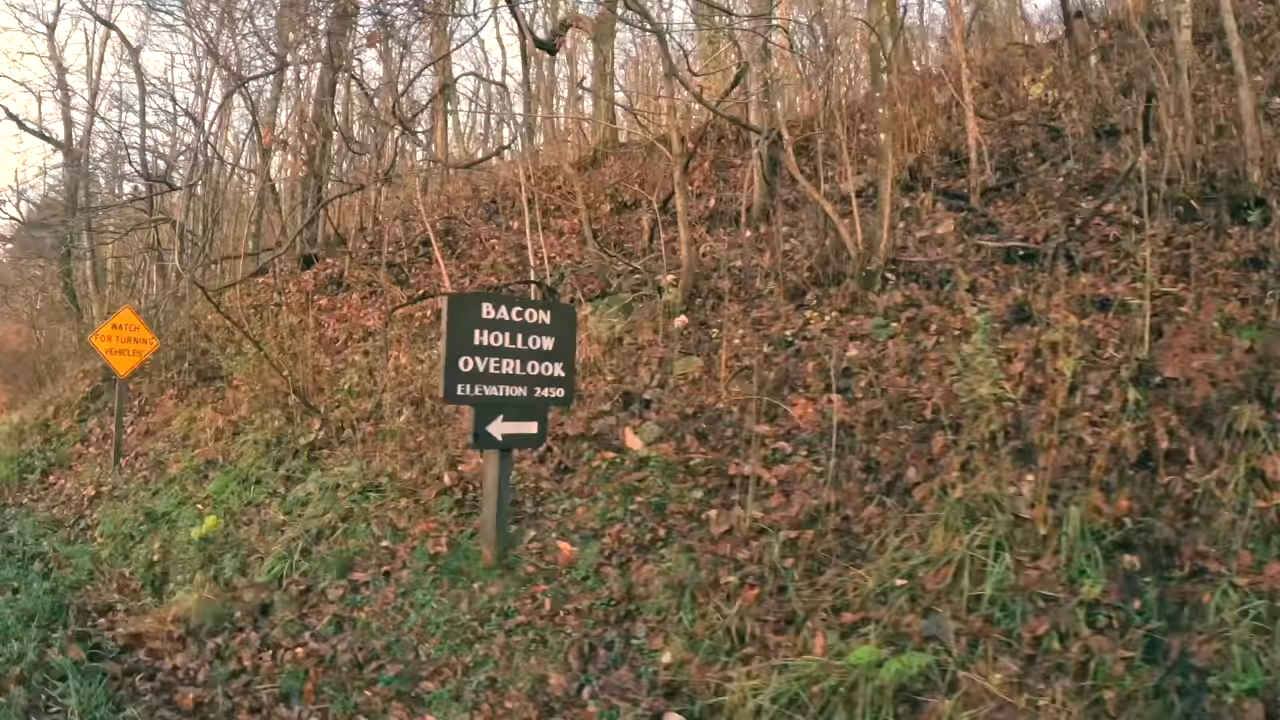 WATCH
FOR TURNING
VEHICLES
BACON
HOLLOW
OVERLOOK
ELEVATION 2450